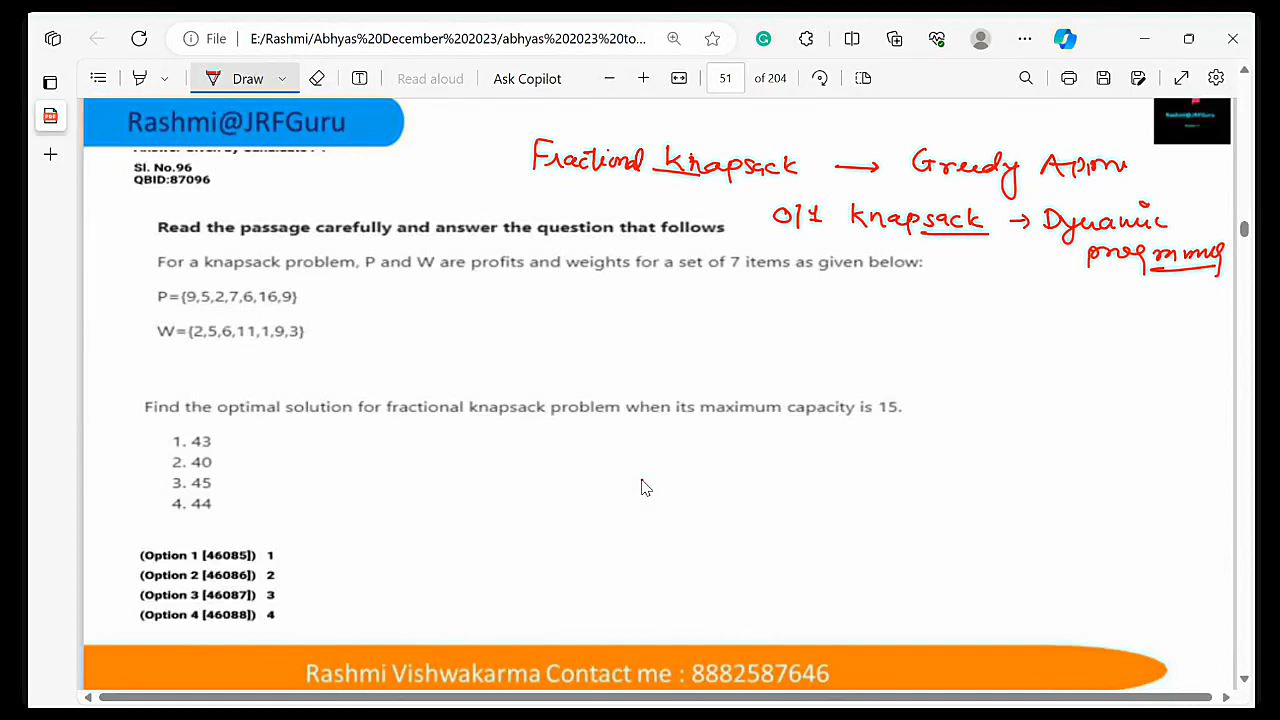 File E:/Rashmi/Abhyas%20December%202023/abhyas%202023%20to...
Draw Read aloud Ask Copilot 51 of 204
Rashmi@JRFGuru
Sl. No.96
QBID:87096
Fractional Knapsack → Greedy
0/1 knapsack → Dynamic
Read the passage carefully and answer the question that follows
For a knapsack problem, P and W are profits and weights for a set of 7 items as given below:
P={9,5,2,7,6,16,9}
W={2,5,6,11,1,9,3}
Find the optimal solution for fractional knapsack problem when its maximum capacity is 15.
1. 43
2. 40
3. 45
4. 44
(Option 1 [46085]) 1
(Option 2 [46086]) 2
(Option 3 [46087]) 3
(Option 4 [46088]) 4
Rashmi Vishwakarma Contact me : 8882587646